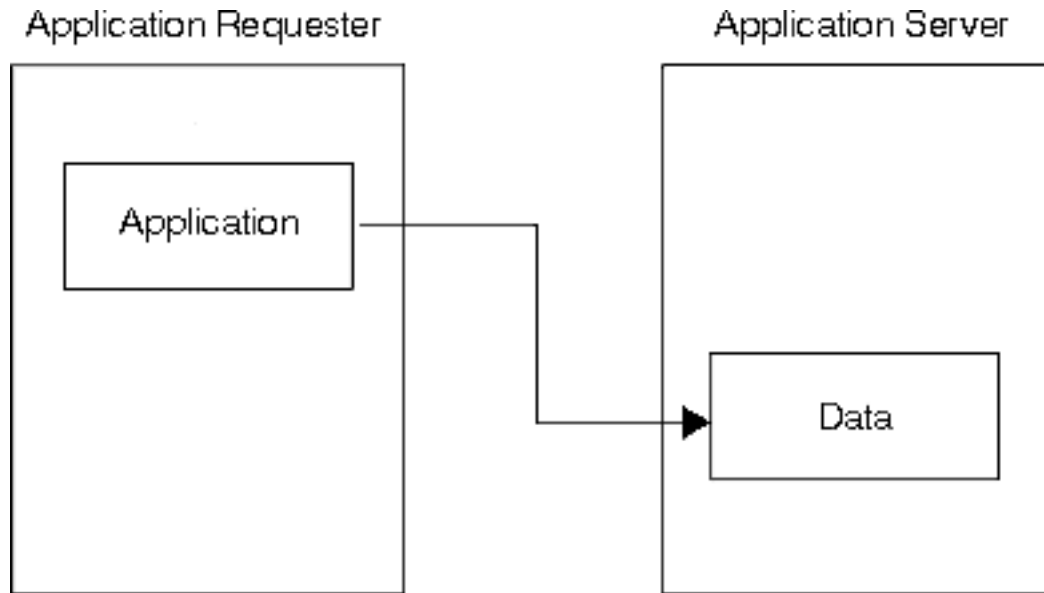 Application Requester
Application Server
Application
Data